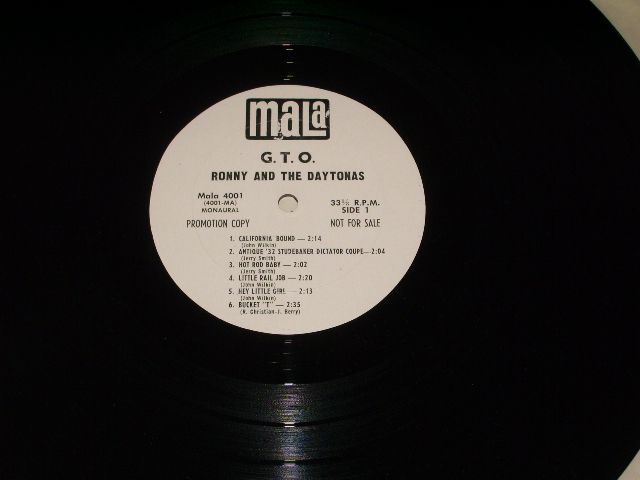 mala
G.T.O.
RONNY AND THE DAYTONAS
Mala 4001
(4001-MA)
MONAURAL
33⅓ R.P.M.
SIDE 1
PROMOTION COPY
NOT FOR SALE
1. CALIFORNIA BOUND — 2:14
(John Wilkin)
2. ANTIQUE '32 STUDEBAKER DICTATOR COUPE—2:04
(Jerry Smith)
3. HOT ROD BABY — 2:02
(Jerry Smith)
4. LITTLE RAIL JOB — 2:20
(John Wilkin)
5. HEY LITTLE GIRL — 2:13
(John Wilkin)
6. BUCKET "T" — 2:35
(R. Christian-J. Berry)